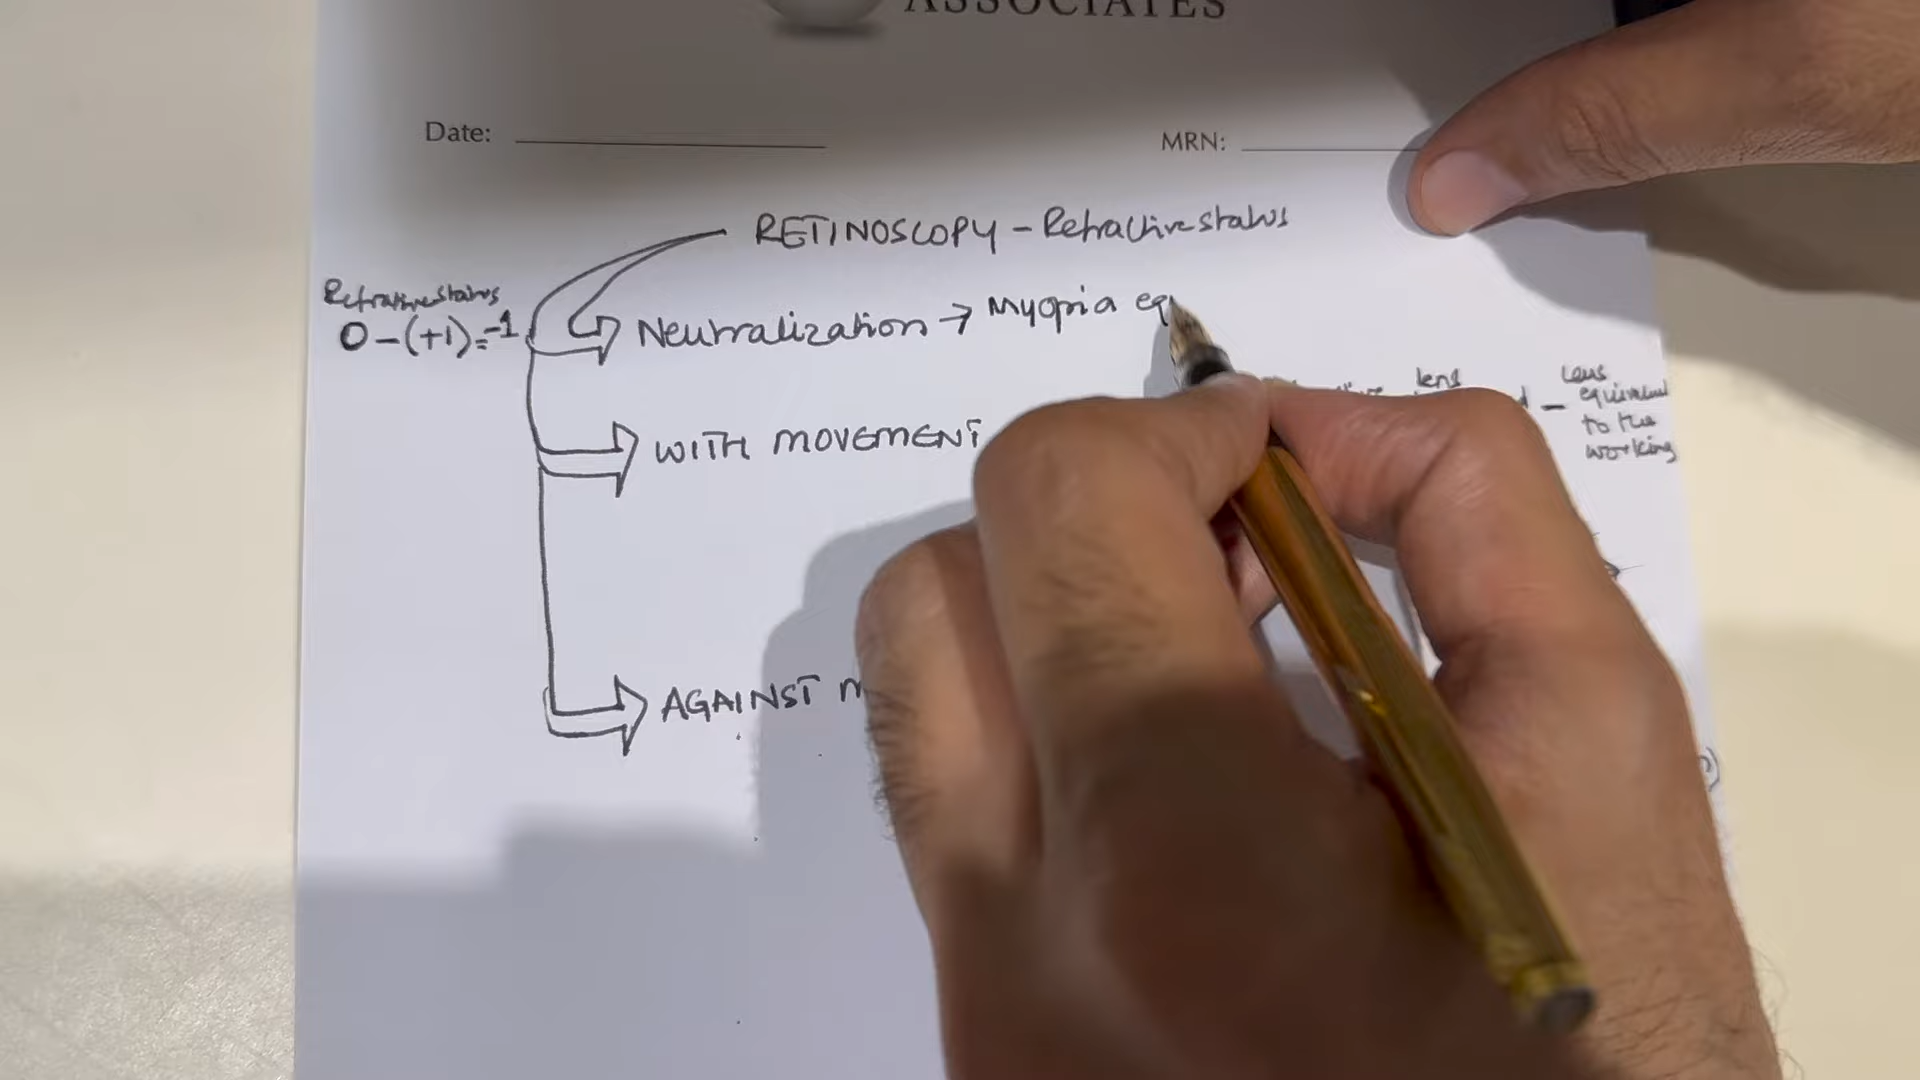 ASSOCIATES
Date:
MRN:
RETINOSCOPY - Refractive status
Refractive status
0 - (+1) = -1
Neutralization → Myopia eq
WITH MOVEMENT
lens
- lens
equivalent
to the
working
AGAINST M